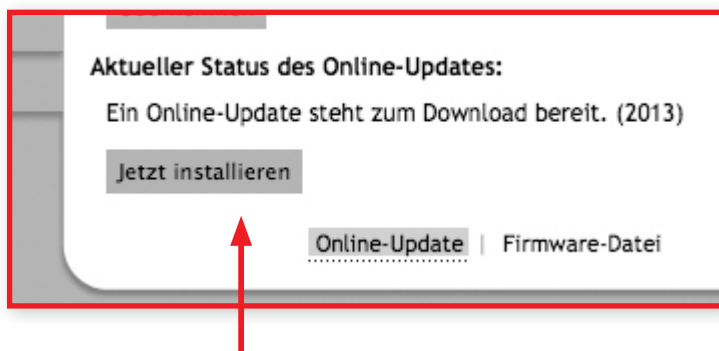 Aktueller Status des Online-Updates:
Ein Online-Update steht zum Download bereit. (2013)
Jetzt installieren
Online-Update | Firmware-Datei